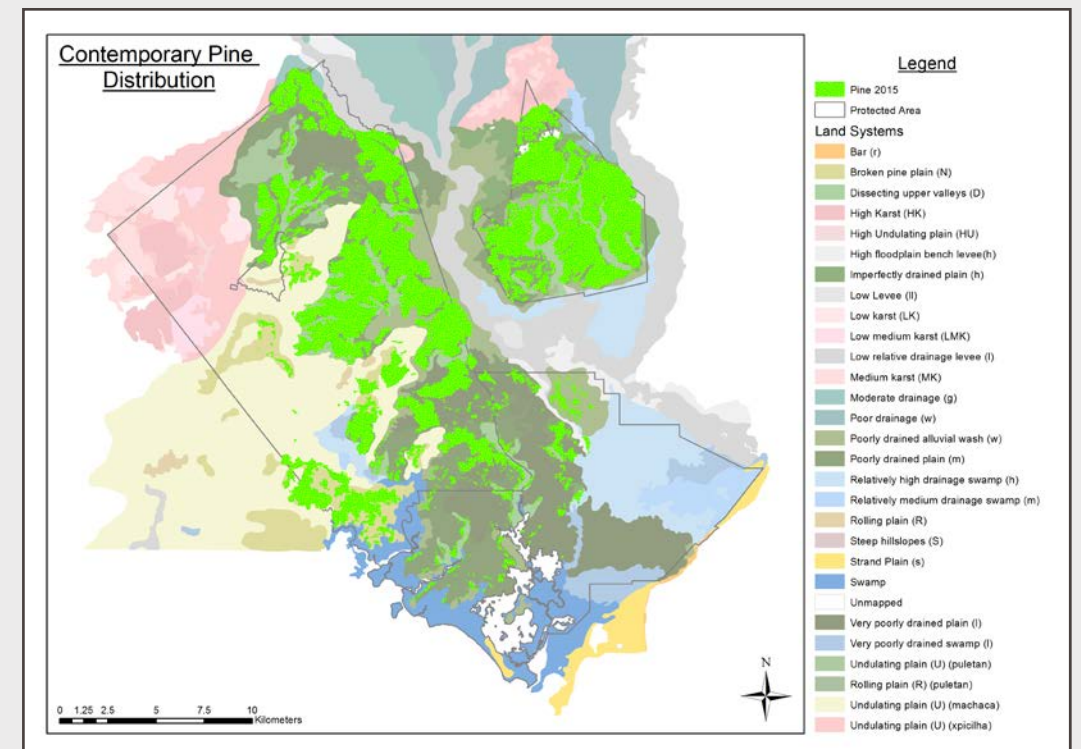 Contemporary Pine
Distribution
Legend
Pine 2015
Protected Area
Land Systems
Bar (r)
Broken pine plain (N)
Dissecting upper valleys (D)
High Karst (HK)
High Undulating plain (HU)
High floodplain bench levee(h)
Imperfectly drained plain (h)
Low Levee (ll)
Low karst (LK)
Low medium karst (LMK)
Low relative drainage levee (l)
Medium karst (MK)
Moderate drainage (g)
Poor drainage (w)
Poorly drained alluvial wash (w)
Poorly drained plain (m)
Relatively high drainage swamp (h)
Relatively medium drainage swamp (m)
Rolling plain (R)
Steep hillslopes (S)
Strand Plain (s)
Swamp
Unmapped
Very poorly drained plain (l)
Very poorly drained swamp (l)
Undulating plain (U) (puletan)
Rolling plain (R) (puletan)
Undulating plain (U) (machaca)
Undulating plain (U) (xpicilha)
N
0 1.25 2.5 5 7.5 10
Kilometers